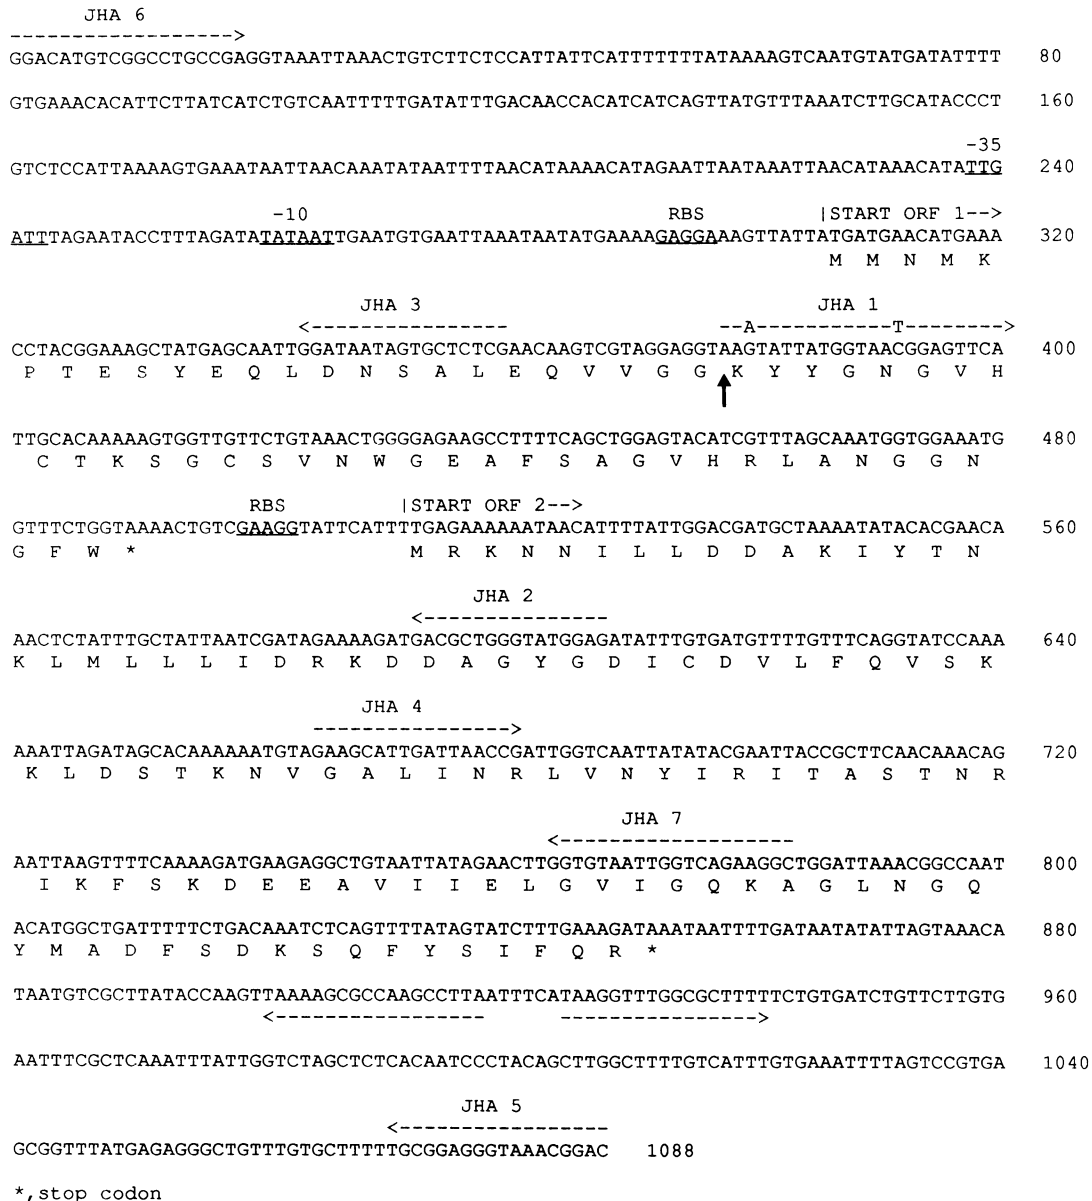 JHA 6
------------------>
GGACATGTCGGCCTGCCGAGGTAAATTAAACTGTCTTCTCCATTATTCATTTTTTTATAAAAGTCAATGTATGATATTTT 80
GTGAAACACATTCTTATCATCTGTCAATTTTTGATATTTGACAACCACATCATCAGTTATGTTTAAATCTTGCATACCCT 160
-35
GTCTCCATTAAAAGTGAAATAATTAACAAATATAATTTTAACATAAAACATAGAATTAATAAATTAACATAAACATATTG 240
-10 RBS |START ORF 1-->
ATTTAGAATACCTTTAGATATATAATTGAATGTGAATTAAATAATATGAAAAGAGGAAAGTTATTATGATGAACATGAAA 320
M M N M K
JHA 3 JHA 1
<---------------- --A-----------T------->
CCTACGGAAAGCTATGAGCAATTGGATAATAGTGCTCTCGAACAAGTCGTAGGAGGTAAGTATTATGGTAACGGAGTTCA 400
P T E S Y E Q L D N S A L E Q V V G G K Y Y G N G V H
TTGCACAAAAAGTGGTTGTTCTGTAAACTGGGGAGAAGCCTTTTCAGCTGGAGTACATCGTTTAGCAAATGGTGGAAATG 480
C T K S G C S V N W G E A F S A G V H R L A N G G N
RBS |START ORF 2-->
GTTTCTGGTAAAACTGTCGAAGGTATTCATTTTGAGAAAAAATAACATTTTATTGGACGATGCTAAAATATACACGAACA 560
G F W * M R K N N I L L D D A K I Y T N
JHA 2
<---------------
AACTCTATTTGCTATTAATCGATAGAAAAGATGACGCTGGGTATGGAGATATTTGTGATGTTTTGTTTCAGGTATCCAAA 640
K L M L L L I D R K D D A G Y G D I C D V L F Q V S K
JHA 4
---------------->
AAATTAGATAGCACAAAAAATGTAGAAGCATTGATTAACCGATTGGTCAATTATATACGAATTACCGCTTCAACAAACAG 720
K L D S T K N V G A L I N R L V N Y I R I T A S T N R
JHA 7
<-------------------
AATTAAGTTTTCAAAAGATGAAGAGGCTGTAATTATAGAACTTGGTGTAATTGGTCAGAAGGCTGGATTAAACGGCCAAT 800
I K F S K D E E A V I I E L G V I G Q K A G L N G Q
ACATGGCTGATTTTTCTGACAAATCTCAGTTTTATAGTATCTTTGAAAGATAAATAATTTTGATAATATATTAGTAAACA 880
Y M A D F S D K S Q F Y S I F Q R *
TAATGTCGCTTATACCAAGTTAAAAGCGCCAAGCCTTAATTTCATAAGGTTTGGCGCTTTTTCTGTGATCTGTTCTTGTG 960
<----------------- ---------------->
AATTTCGCTCAAATTTATTGGTCTAGCTCTCACAATCCCTACAGCTTGGCTTTTGTCATTTGTGAAATTTTAGTCCGTGA 1040
JHA 5
<-----------------
GCGGTTTATGAGAGGGCTGTTTGTGCTTTTTGCGGAGGGTAAACGGAC 1088
*,stop codon